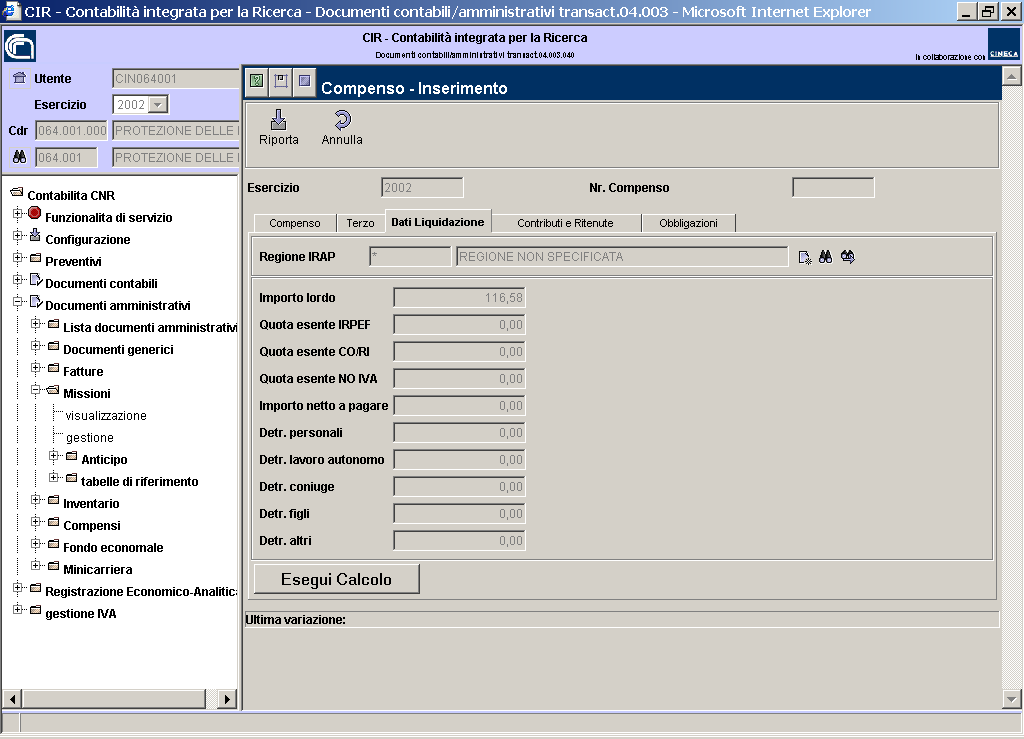 CIR - Contabilità integrata per la Ricerca - Documenti contabili/amministrativi transact.04.003 - Microsoft Internet Explorer
CIR - Contabilità integrata per la Ricerca
Documenti contabili/amministrativi transact.04.003.040
In collaborazione con CINECA
Utente CIN064001
Esercizio 2002
Cdr 064.001.000 PROTEZIONE DELLE
064.001 PROTEZIONE DELLE
Contabilita CNR
Funzionalita di servizio
Configurazione
Preventivi
Documenti contabili
Documenti amministrativi
Lista documenti amministrativi
Documenti generici
Fatture
Missioni
visualizzazione
gestione
Anticipo
tabelle di riferimento
Inventario
Compensi
Fondo economale
Minicarriera
Registrazione Economico-Analitica
gestione IVA
Compenso - Inserimento
Riporta Annulla
Esercizio 2002 Nr. Compenso
Compenso Terzo Dati Liquidazione Contributi e Ritenute Obbligazioni
Regione IRAP * REGIONE NON SPECIFICATA
Importo lordo 116,58
Quota esente IRPEF 0,00
Quota esente CO/RI 0,00
Quota esente NO IVA 0,00
Importo netto a pagare 0,00
Detr. personali 0,00
Detr. lavoro autonomo 0,00
Detr. coniuge 0,00
Detr. figli 0,00
Detr. altri 0,00
Esegui Calcolo
Ultima variazione: